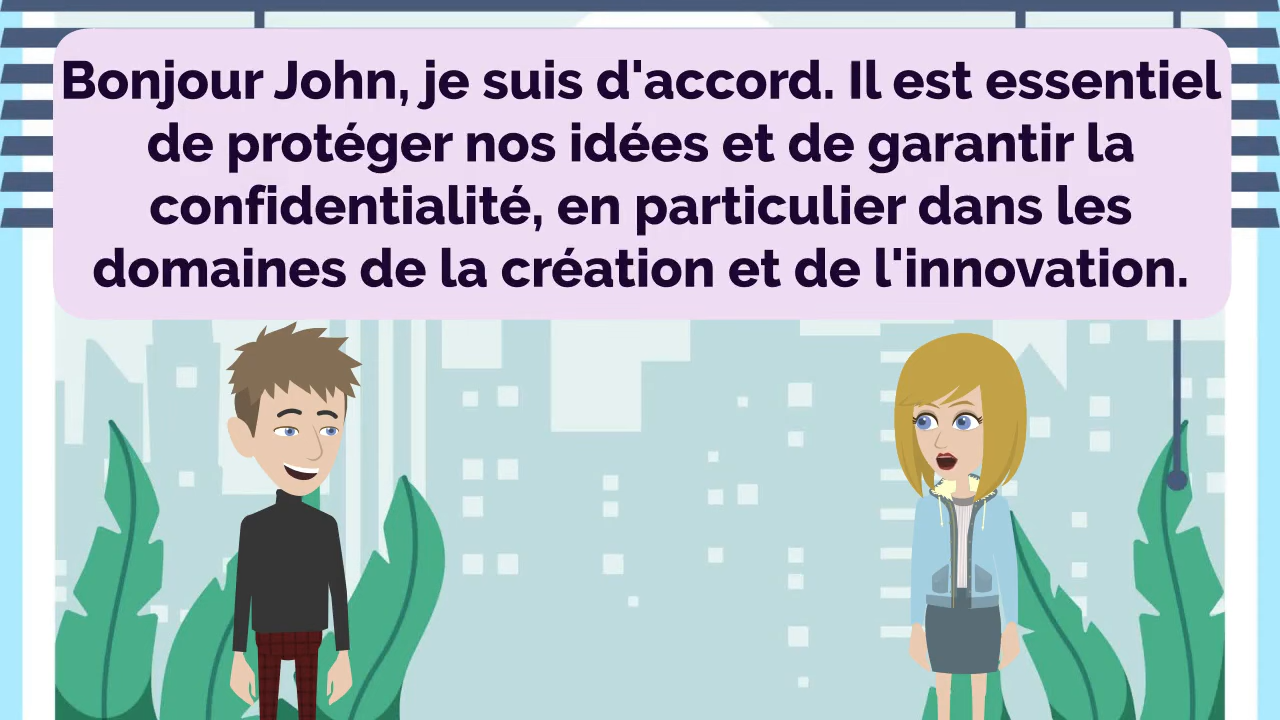 Bonjour John, je suis d'accord. Il est essentiel
de protéger nos idées et de garantir la
confidentialité, en particulier dans les
domaines de la création et de l'innovation.